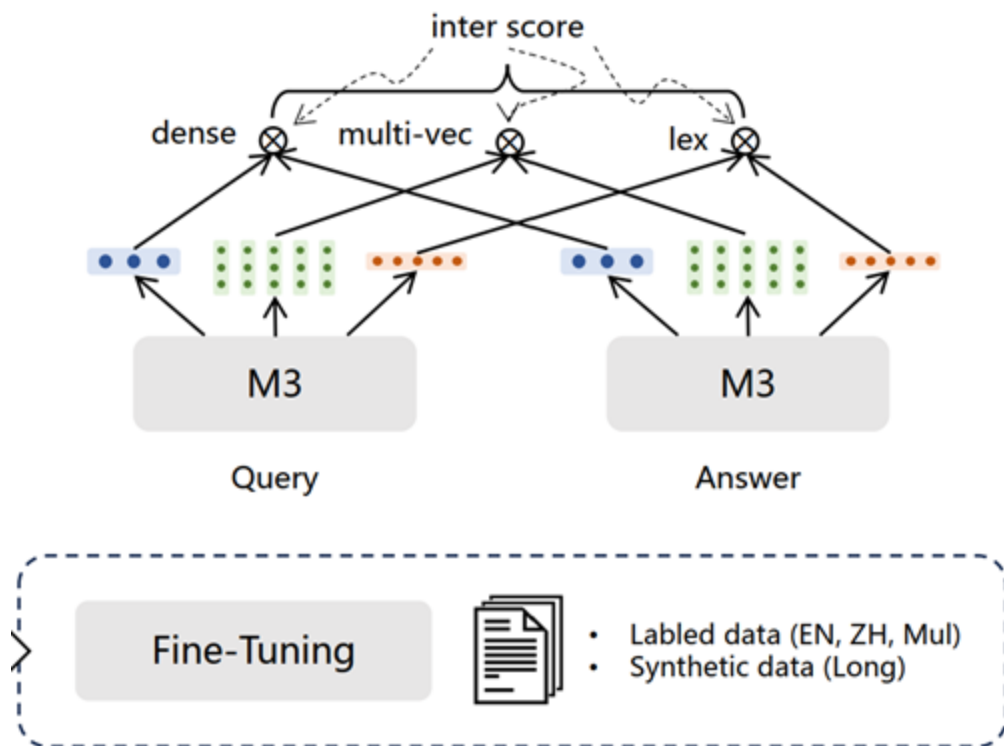 inter score
dense
multi-vec
lex
M3
M3
Query
Answer
Fine-Tuning
• Labled data (EN, ZH, Mul)
• Synthetic data (Long)